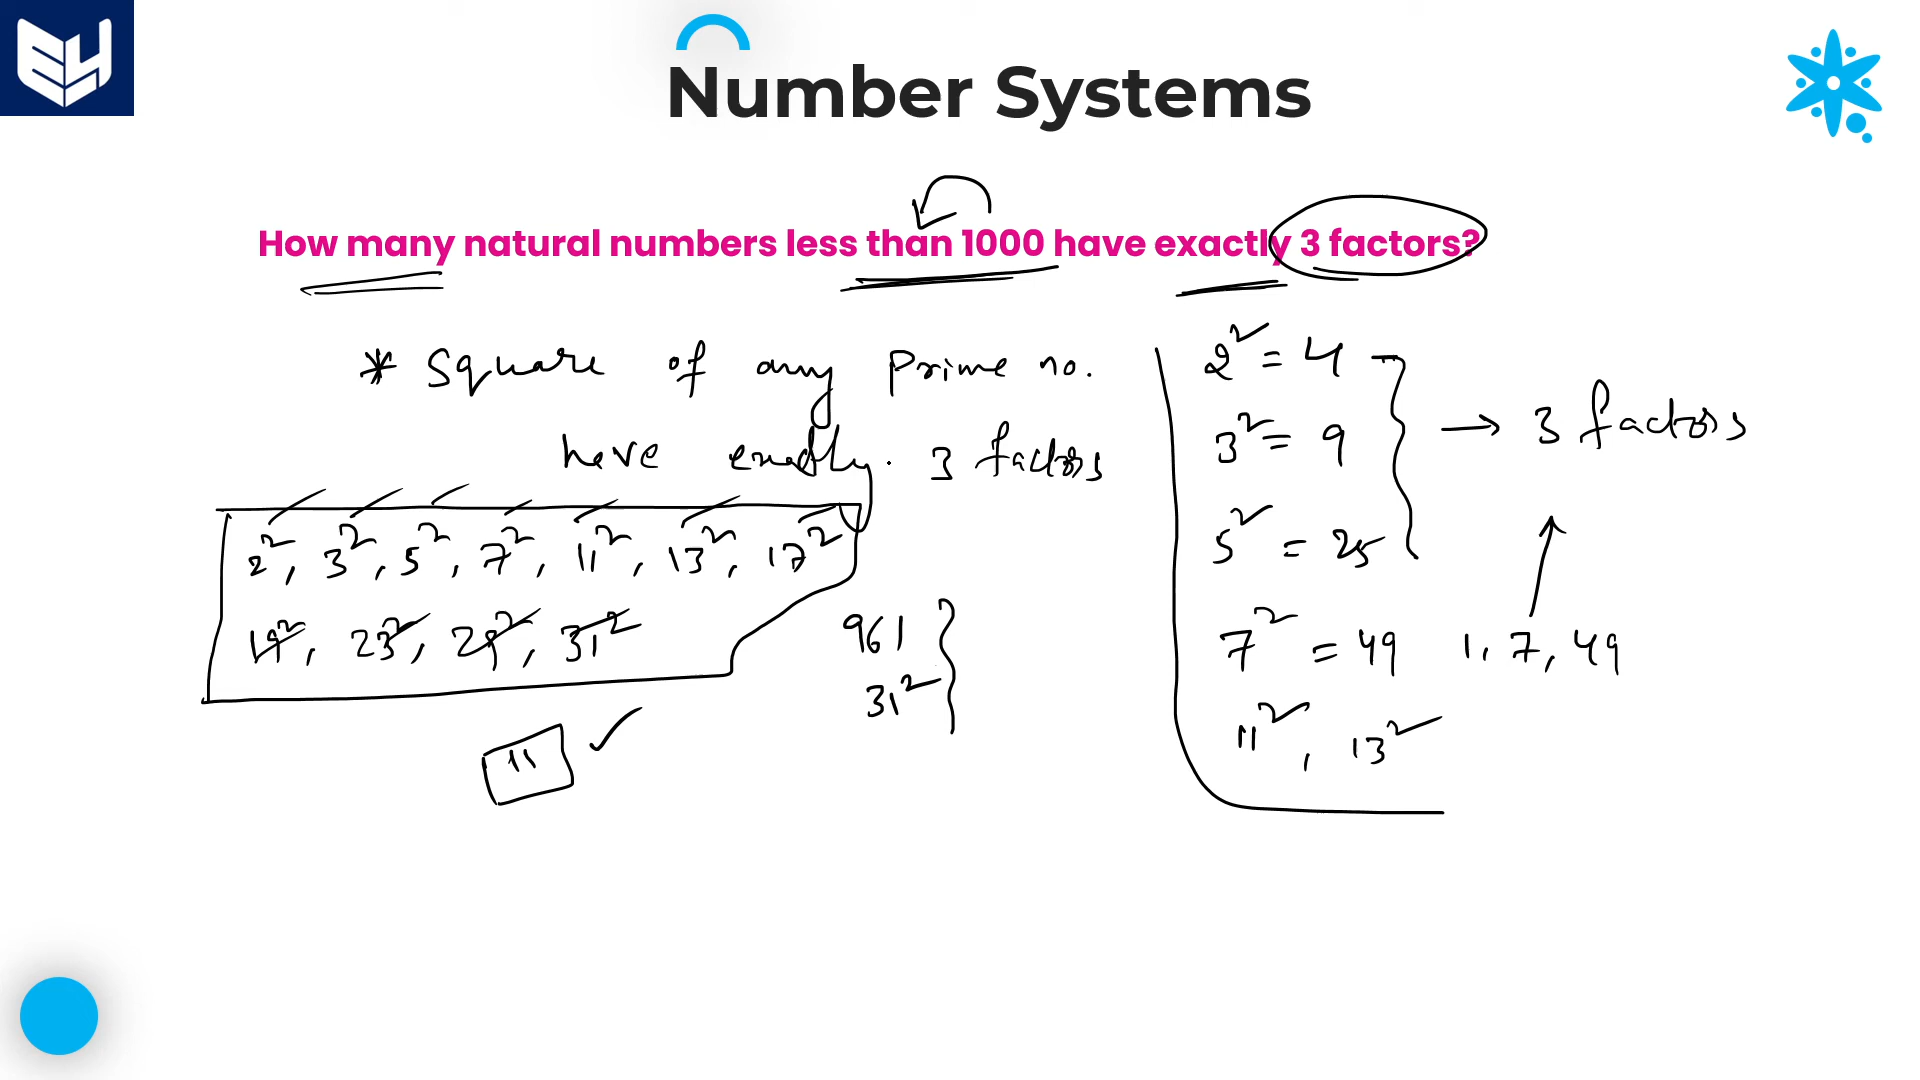 EY
Number Systems
How many natural numbers less than 1000 have exactly 3 factors?
* Square of any Prime no.
have exactly. 3 factors
2², 3², 5², 7², 11², 13², 17²
19², 23², 29², 31²
961
31²
11 ✓
2² = 4
3² = 9
5² = 25
→ 3 factors
7² = 49 1, 7, 49
11², 13²